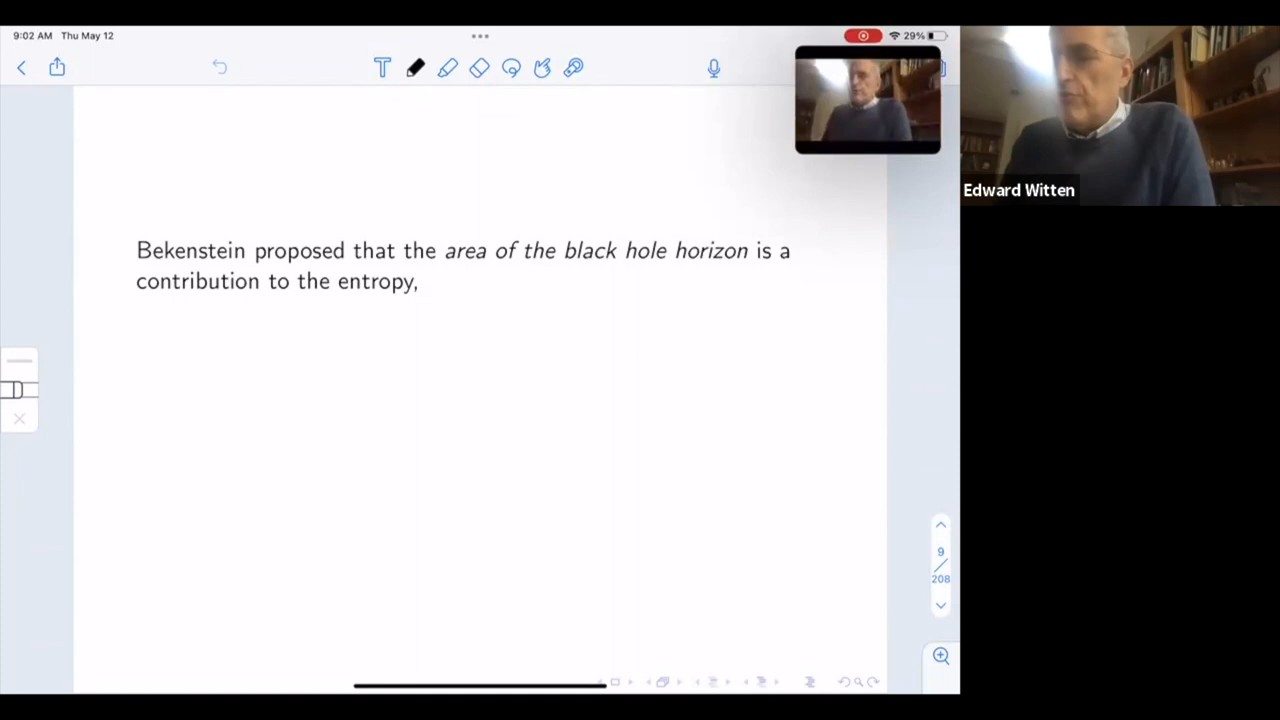 9:02 AM Thu May 12
29%
Bekenstein proposed that the area of the black hole horizon is a
contribution to the entropy,
Edward Witten
9
208